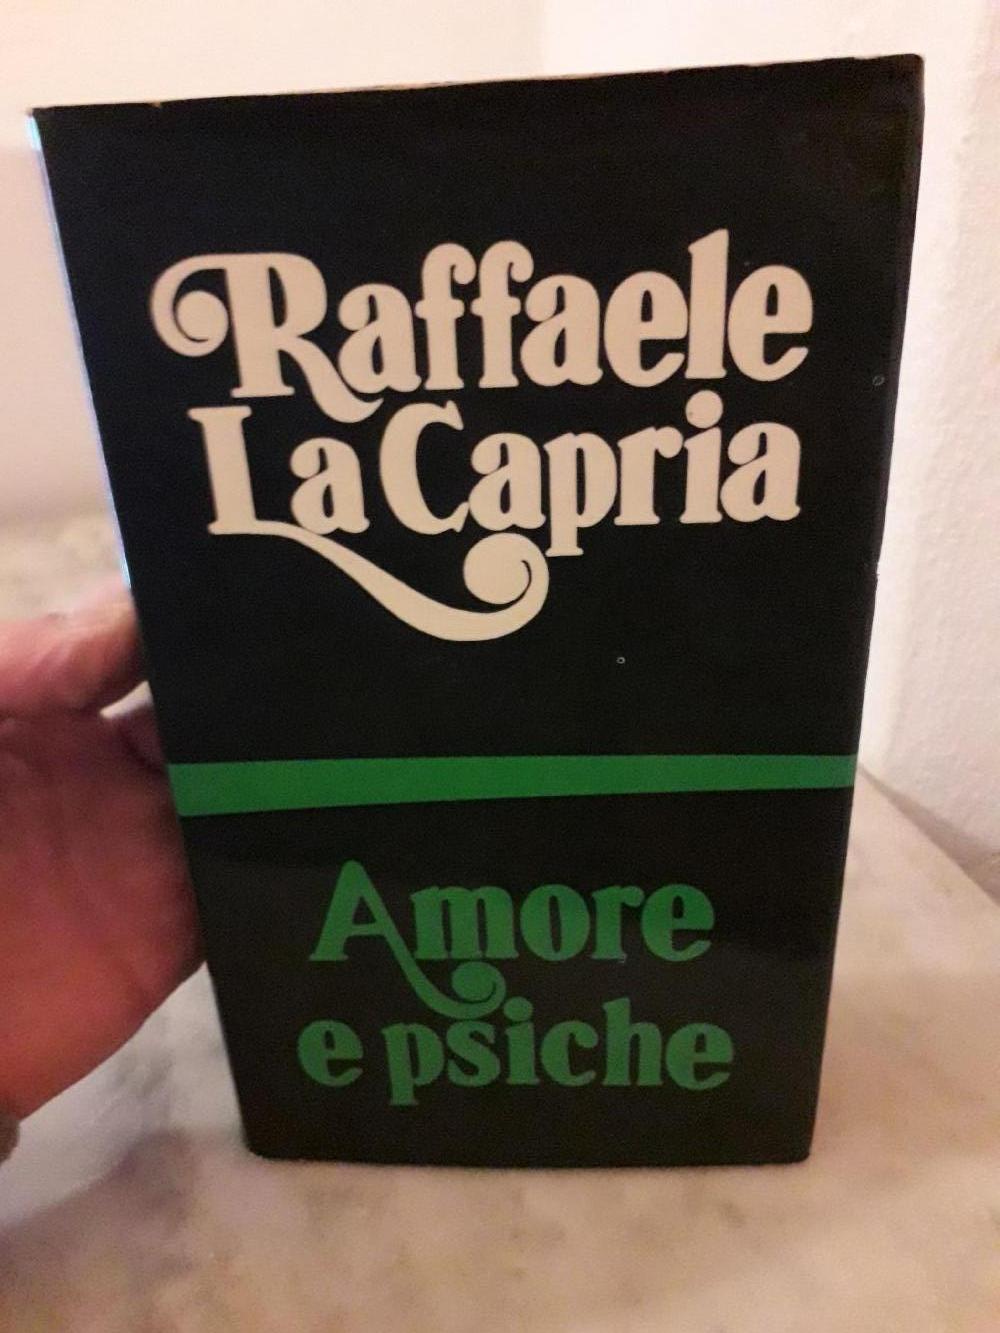 Raffaele
La Capria
Amore
e psiche